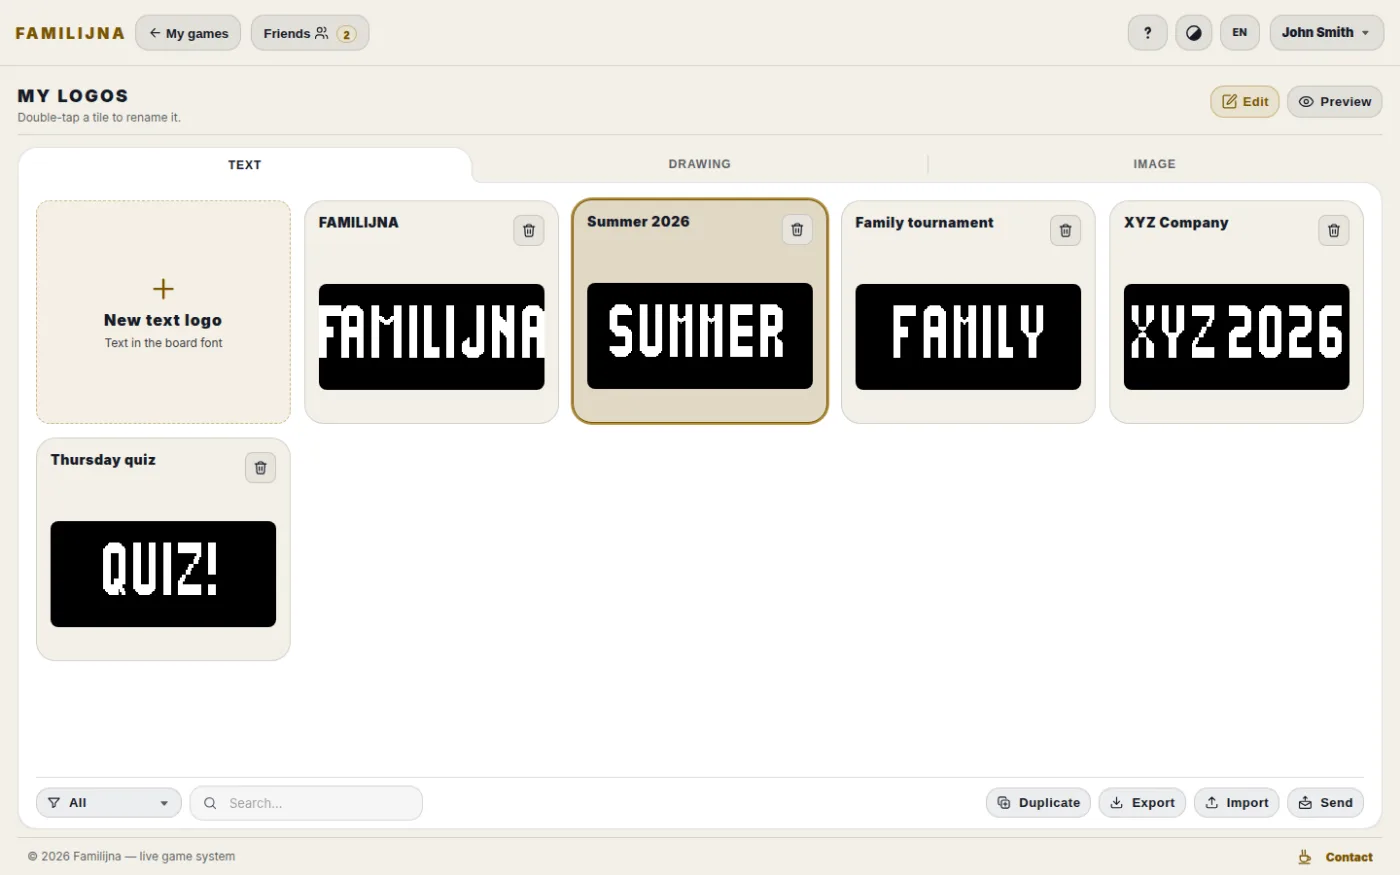 FAMILIJNA
My games
Friends 2
?
EN
John Smith
MY LOGOS
Double-tap a tile to rename it.
Edit
Preview
TEXT
DRAWING
IMAGE
New text logo
Text in the board font
FAMILIJNA
FAMILIJNA
Summer 2026
SUMMER
Family tournament
FAMILY
XYZ Company
XYZ 2026
Thursday quiz
QUIZ!
All
Search...
Duplicate
Export
Import
Send
© 2026 Familijna — live game system
Contact